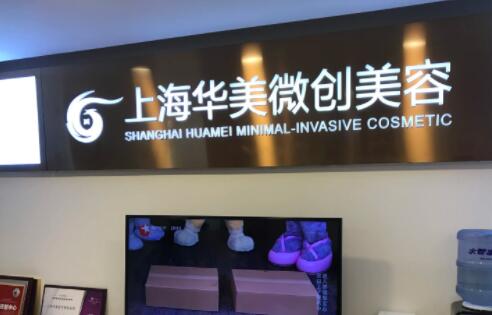 上海华美微创美容
SHANGHAI HUAMEI MINIMAL-INVASIVE COSMETIC